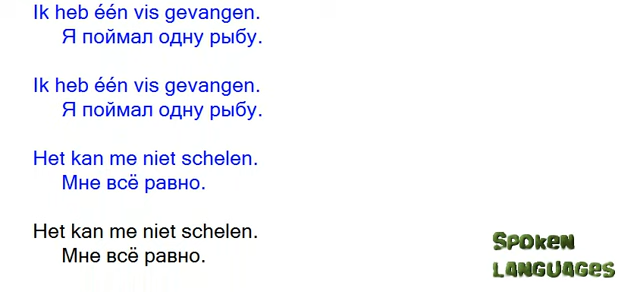 Ik heb één vis gevangen.
Я поймал одну рыбу.
Ik heb één vis gevangen.
Я поймал одну рыбу.
Het kan me niet schelen.
Мне всё равно.
Het kan me niet schelen.
Мне всё равно.
SPOKEN
LANGUAGES